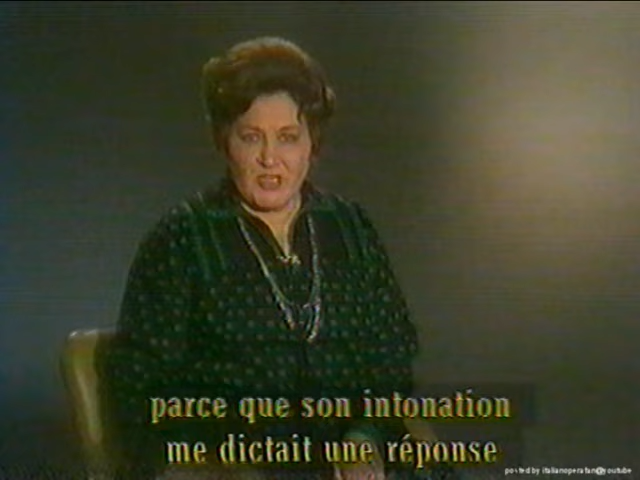 parce que son intonation
me dictait une réponse
posted by italianoperafan@youtube